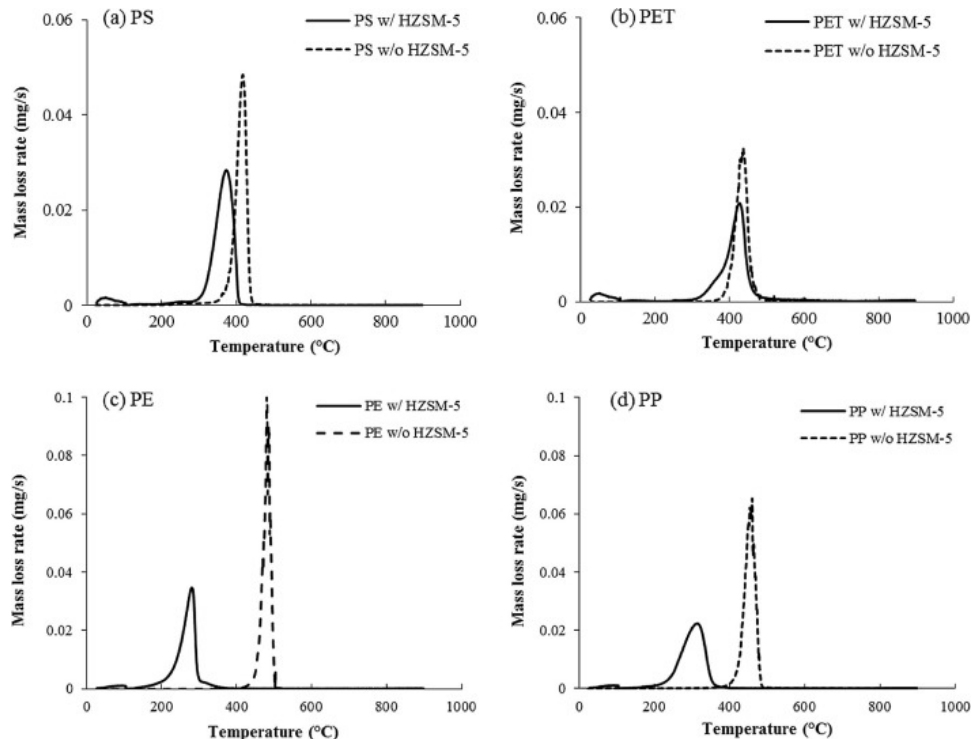 (a) PS
PS w/ HZSM-5
PS w/o HZSM-5
0.06
0.04
0.02
0
Mass loss rate (mg/s)
0 200 400 600 800 1000
Temperature (°C)
(b) PET
PET w/ HZSM-5
PET w/o HZSM-5
0.06
0.04
0.02
0
Mass loss rate (mg/s)
0 200 400 600 800 1000
Temperature (°C)
(c) PE
PE w/ HZSM-5
PE w/o HZSM-5
0.1
0.08
0.06
0.04
0.02
0
Mass loss rate (mg/s)
0 200 400 600 800 1000
Temperature (°C)
(d) PP
PP w/ HZSM-5
PP w/o HZSM-5
0.1
0.08
0.06
0.04
0.02
0
Mass loss rate (mg/s)
0 200 400 600 800 1000
Temperature (°C)